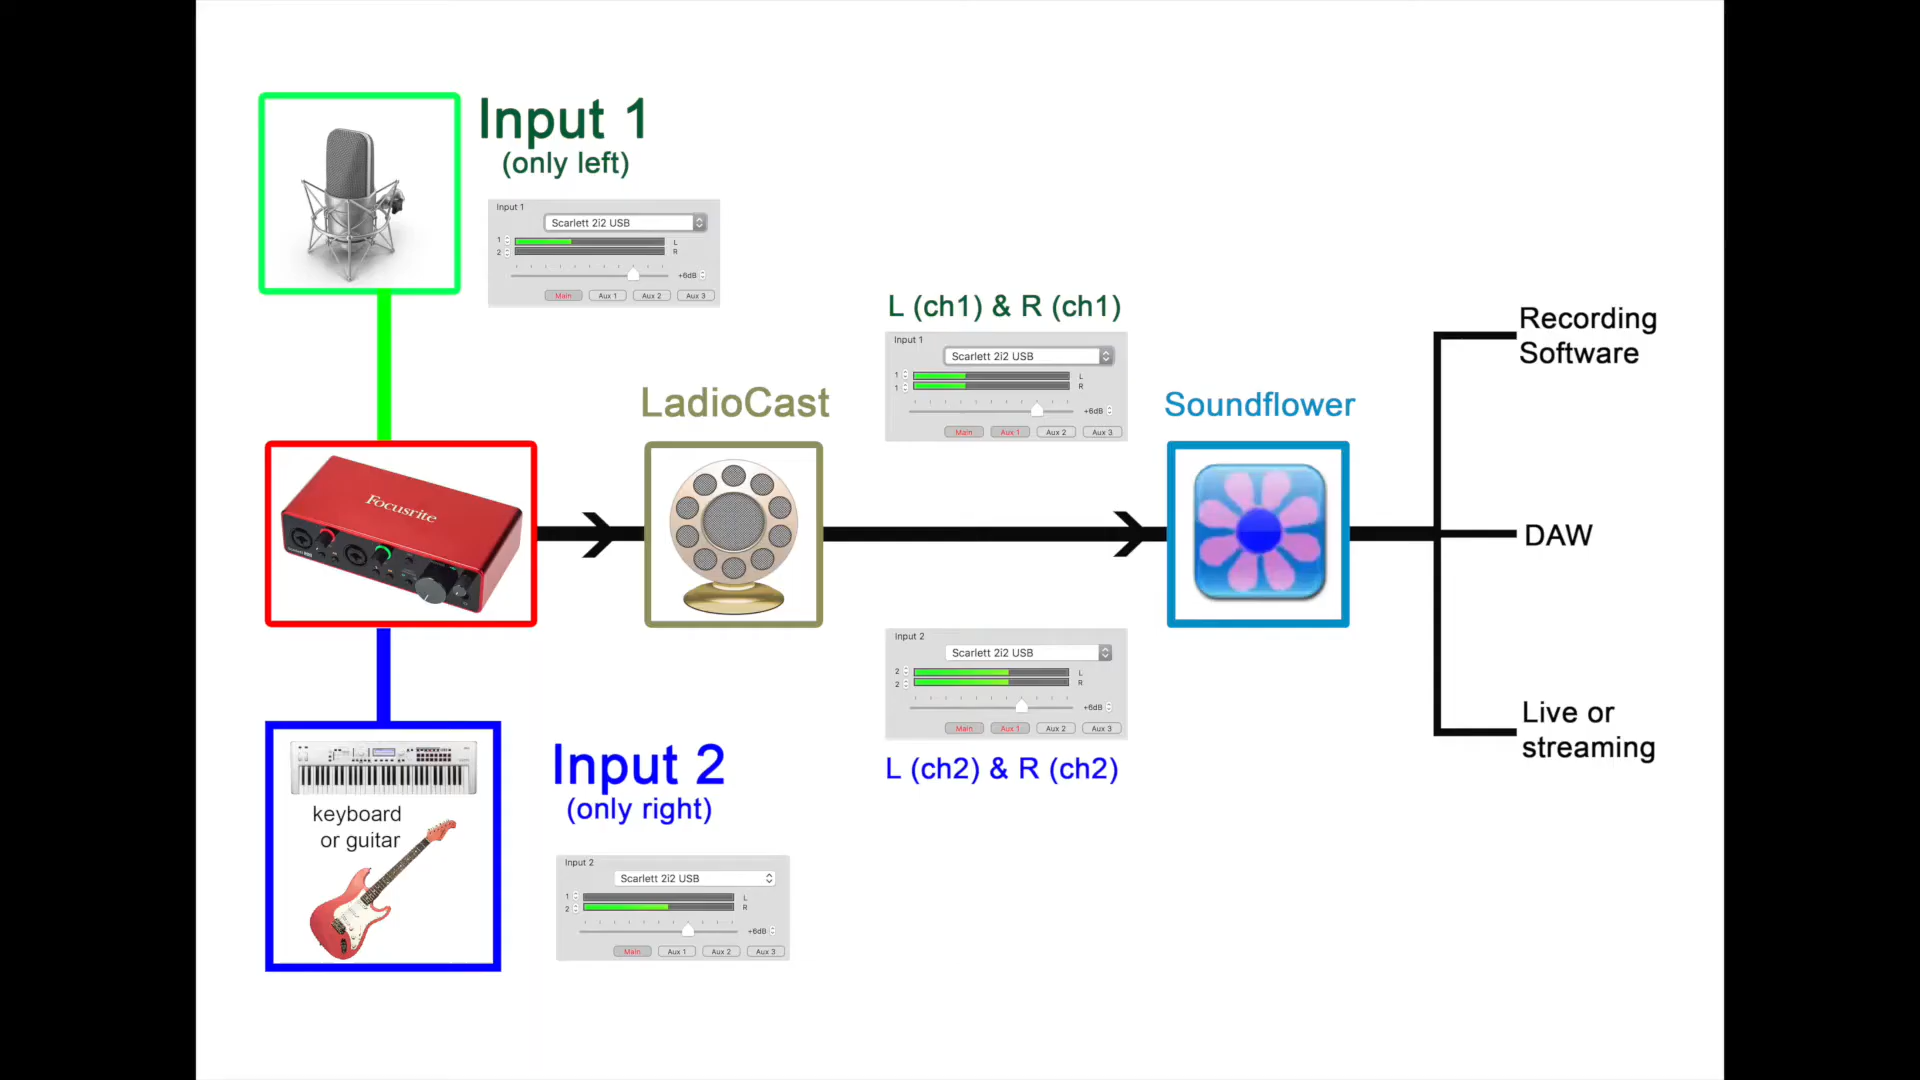 Input 1
(only left)
Input 1
Scarlett 2i2 USB
1 L
2 R
+6dB
Main Aux 1 Aux 2 Aux 3
L (ch1) & R (ch1)
Input 1
Scarlett 2i2 USB
1 L
1 R
+6dB
Main Aux 1 Aux 2 Aux 3
Recording
Software
LadioCast
Soundflower
Focusrite
DAW
Input 2
Scarlett 2i2 USB
2 L
2 R
+6dB
Main Aux 1 Aux 2 Aux 3
L (ch2) & R (ch2)
Live or
streaming
keyboard
or guitar
Input 2
(only right)
Input 2
Scarlett 2i2 USB
1 L
2 R
+6dB
Main Aux 1 Aux 2 Aux 3